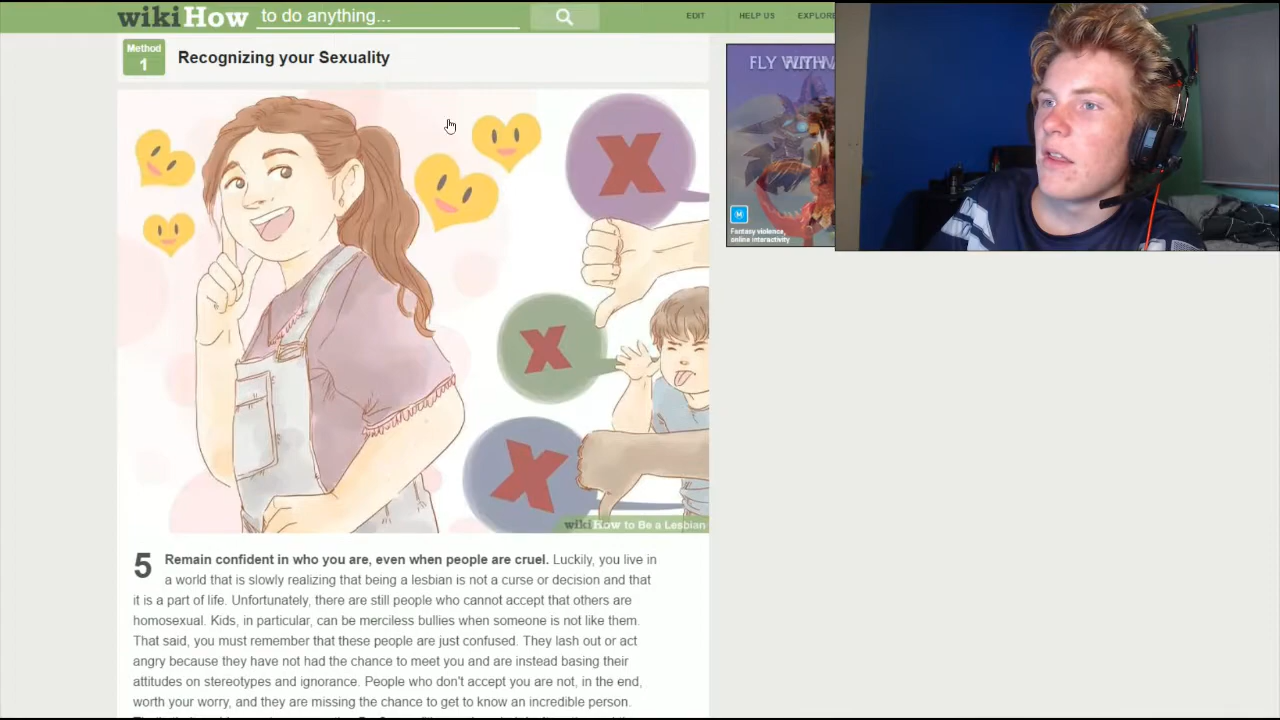 wikiHow to do anything...
EDIT HELP US EXPLORE
Method
1
Recognizing your Sexuality
FLY WITH
X
X
X
M
Fantasy violence,
online interactivity
wikiHow to Be a Lesbian
5 Remain confident in who you are, even when people are cruel. Luckily, you live in
a world that is slowly realizing that being a lesbian is not a curse or decision and that
it is a part of life. Unfortunately, there are still people who cannot accept that others are
homosexual. Kids, in particular, can be merciless bullies when someone is not like them.
That said, you must remember that these people are just confused. They lash out or act
angry because they have not had the chance to meet you and are instead basing their
attitudes on stereotypes and ignorance. People who don't accept you are not, in the end,
worth your worry, and they are missing the chance to get to know an incredible person.